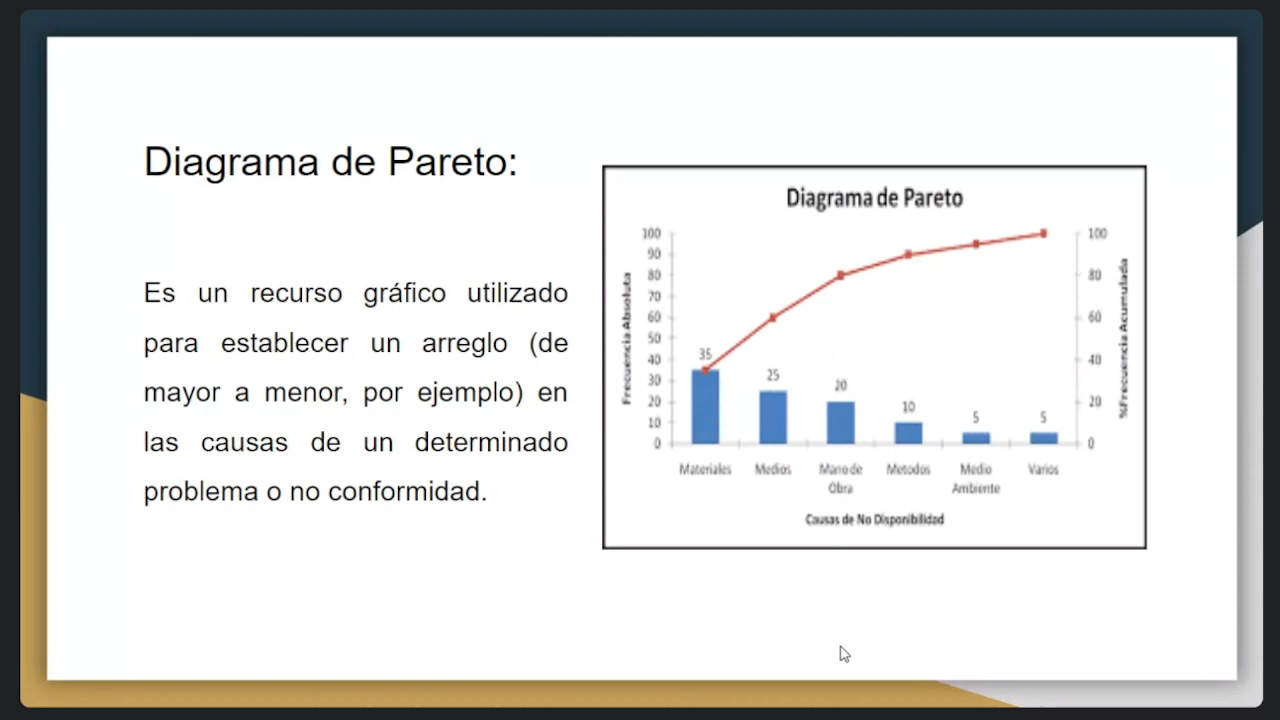 Diagrama de Pareto:
Es un recurso gráfico utilizado
para establecer un arreglo (de
mayor a menor, por ejemplo) en
las causas de un determinado
problema o no conformidad.
Diagrama de Pareto
Frecuencia Absoluta
100
90
80
70
60
50
40
30
20
10
0
35
25
20
10
5
5
100
80
60
40
20
0
%Frecuencia Acumulada
Materiales Medios Mano de Metodos Medio Varios
Obra Ambiente
Causas de No Disponibilidad